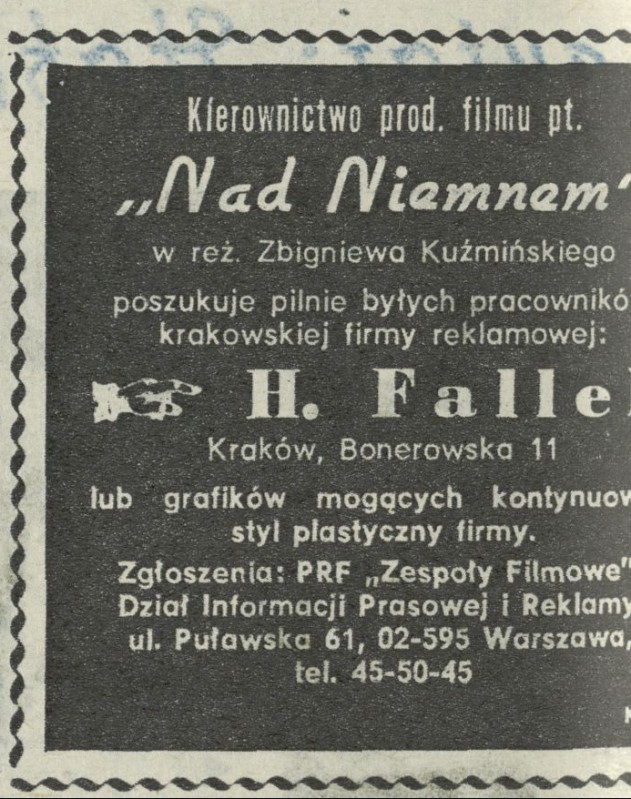 Kierownictwo prod. filmu pt.
„Nad Niemnem"
w reż. Zbigniewa Kuźmińskiego
poszukuje pilnie byłych pracownikó
krakowskiej firmy reklamowej:
H. Falle
Kraków, Bonerowska 11
lub grafików mogących kontynuow
styl plastyczny firmy.
Zgłoszenia: PRF „Zespoły Filmowe"
Dział Informacji Prasowej i Reklamy
ul. Puławska 61, 02-595 Warszawa,
tel. 45-50-45